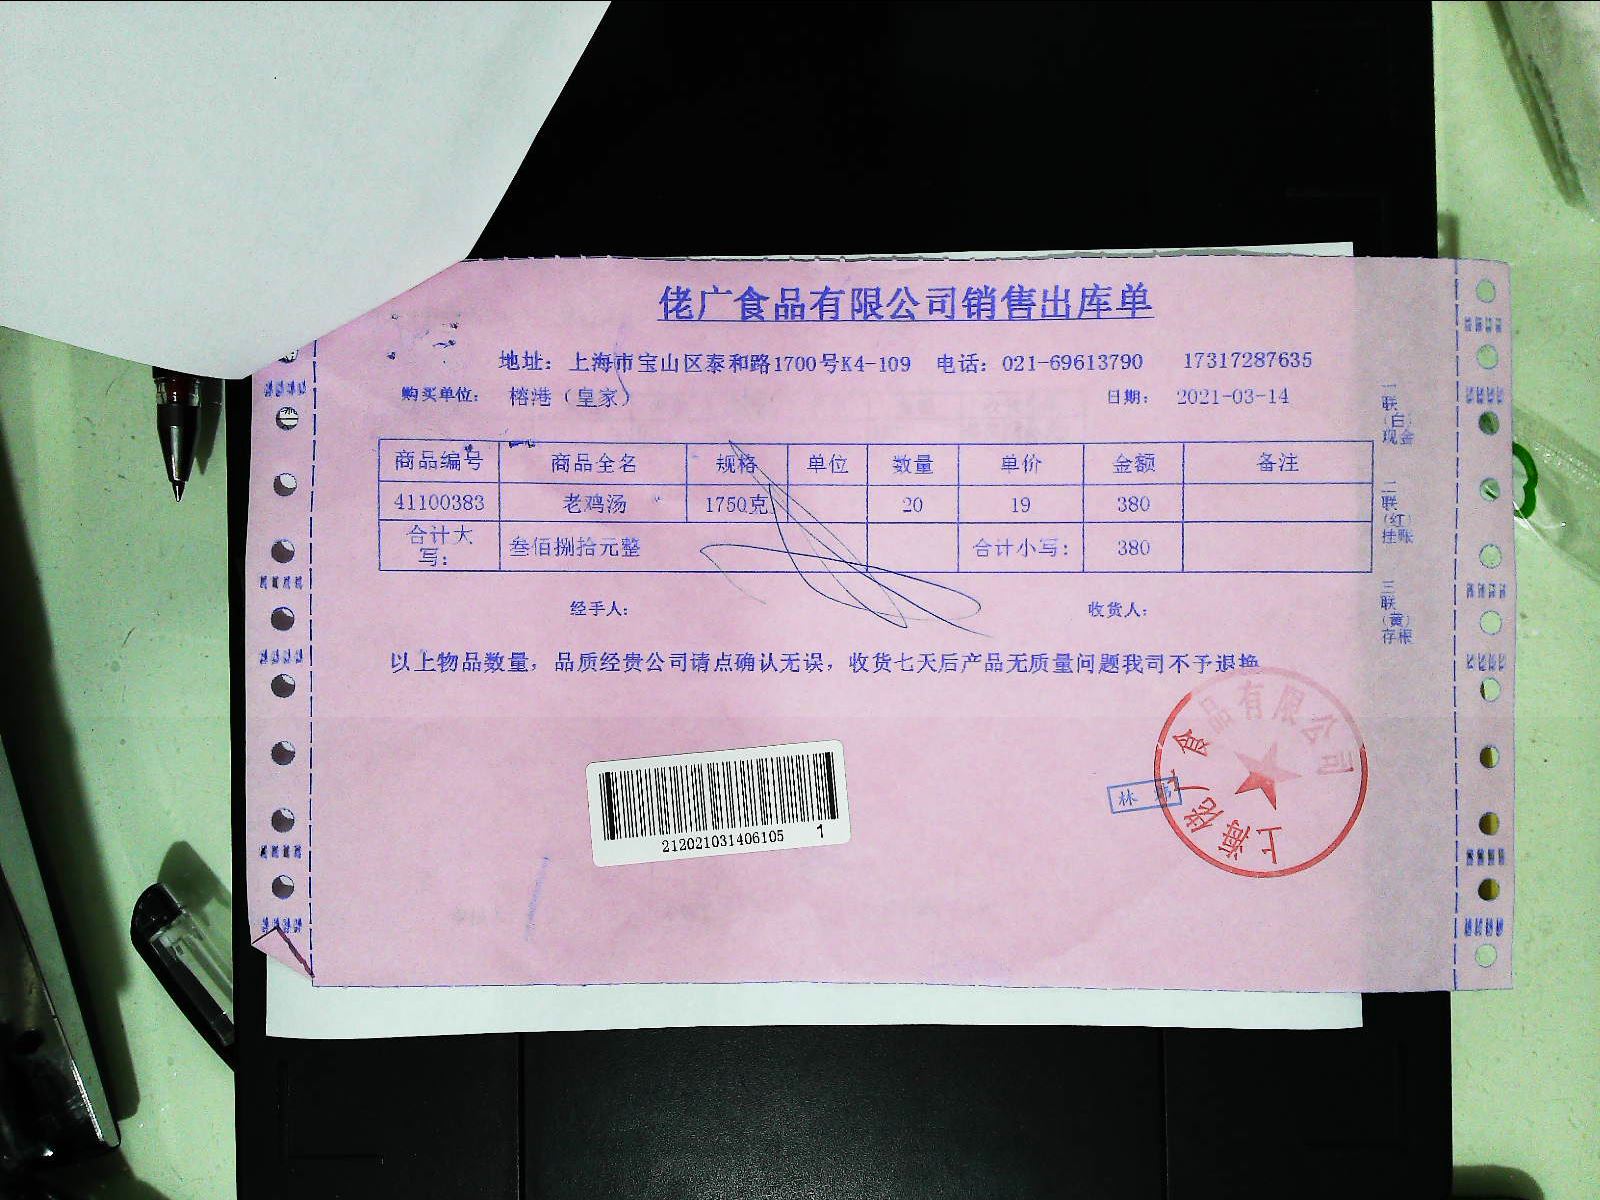 佬广食品有限公司销售出库单
地址: 上海市宝山区泰和路1700号K4-109 电话: 021-69613790 17317287635
购买单位: 榕港（皇家） 日期: 2021-03-14
商品编号 商品全名 规格 单位 数量 单价 金额 备注
41100383 老鸡汤 1750克 20 19 380
合计大写: 叁佰捌拾元整 合计小写: 380
经手人: 收货人:
以上物品数量, 品质经贵公司请点确认无误, 收货七天后产品无质量问题我司不予退换
一联(白)现金
二联(红)挂账
三联(黄)存根
212021031406105 1
上海佬广食品有限公司
林